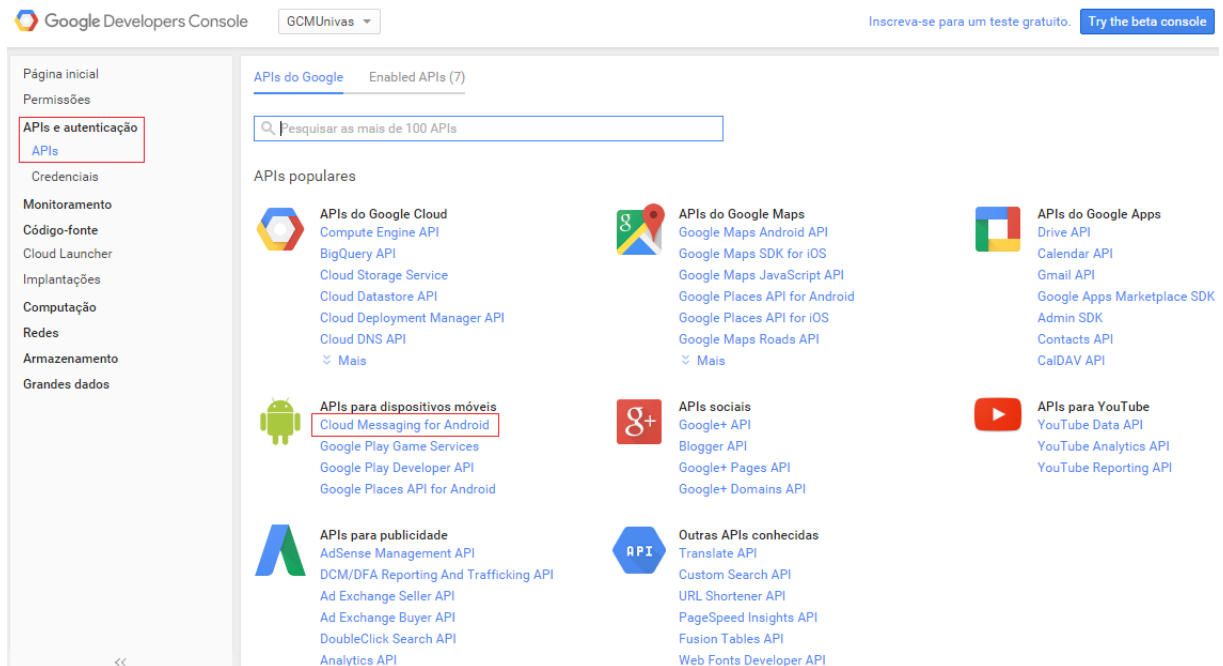 Google Developers Console
GCMUnivas
Inscreva-se para um teste gratuito.
Try the beta console
Página inicial
Permissões
APIs e autenticação
APIs
Credenciais
Monitoramento
Código-fonte
Cloud Launcher
Implantações
Computação
Redes
Armazenamento
Grandes dados
APIs do Google
Enabled APIs (7)
Pesquisar as mais de 100 APIs
APIs populares
APIs do Google Cloud
Compute Engine API
BigQuery API
Cloud Storage Service
Cloud Datastore API
Cloud Deployment Manager API
Cloud DNS API
Mais
8
APIs do Google Maps
Google Maps Android API
Google Maps SDK for iOS
Google Maps JavaScript API
Google Places API for Android
Google Places API for iOS
Google Maps Roads API
Mais
APIs do Google Apps
Drive API
Calendar API
Gmail API
Google Apps Marketplace SDK
Admin SDK
Contacts API
CalDAV API
APIs para dispositivos móveis
Cloud Messaging for Android
Google Play Game Services
Google Play Developer API
Google Places API for Android
8+
APIs sociais
Google+ API
Blogger API
Google+ Pages API
Google+ Domains API
APIs para YouTube
YouTube Data API
YouTube Analytics API
YouTube Reporting API
APIs para publicidade
AdSense Management API
DCM/DFA Reporting And Trafficking API
Ad Exchange Seller API
Ad Exchange Buyer API
DoubleClick Search API
Analytics API
API
Outras APIs conhecidas
Translate API
Custom Search API
URL Shortener API
PageSpeed Insights API
Fusion Tables API
Web Fonts Developer API